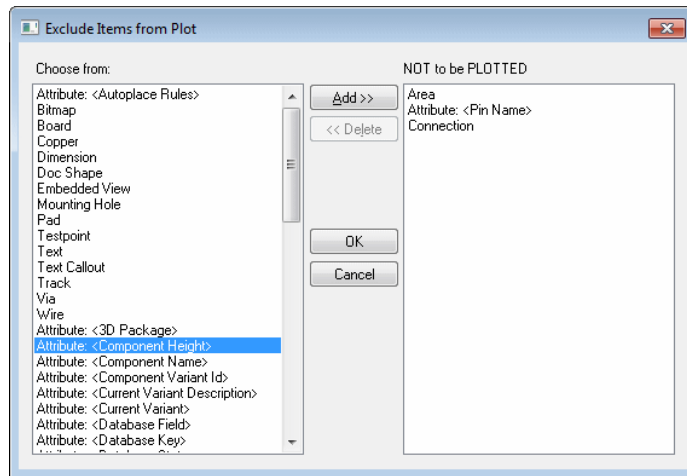 Exclude Items from Plot
Choose from:
Attribute: <Autoplace Rules>
Bitmap
Board
Copper
Dimension
Doc Shape
Embedded View
Mounting Hole
Pad
Testpoint
Text
Text Callout
Track
Via
Wire
Attribute: <3D Package>
Attribute: <Component Height>
Attribute: <Component Name>
Attribute: <Component Variant Id>
Attribute: <Current Variant Description>
Attribute: <Current Variant>
Attribute: <Database Field>
Attribute: <Database Key>
Add >>
<< Delete
OK
Cancel
NOT to be PLOTTED
Area
Attribute: <Pin Name>
Connection